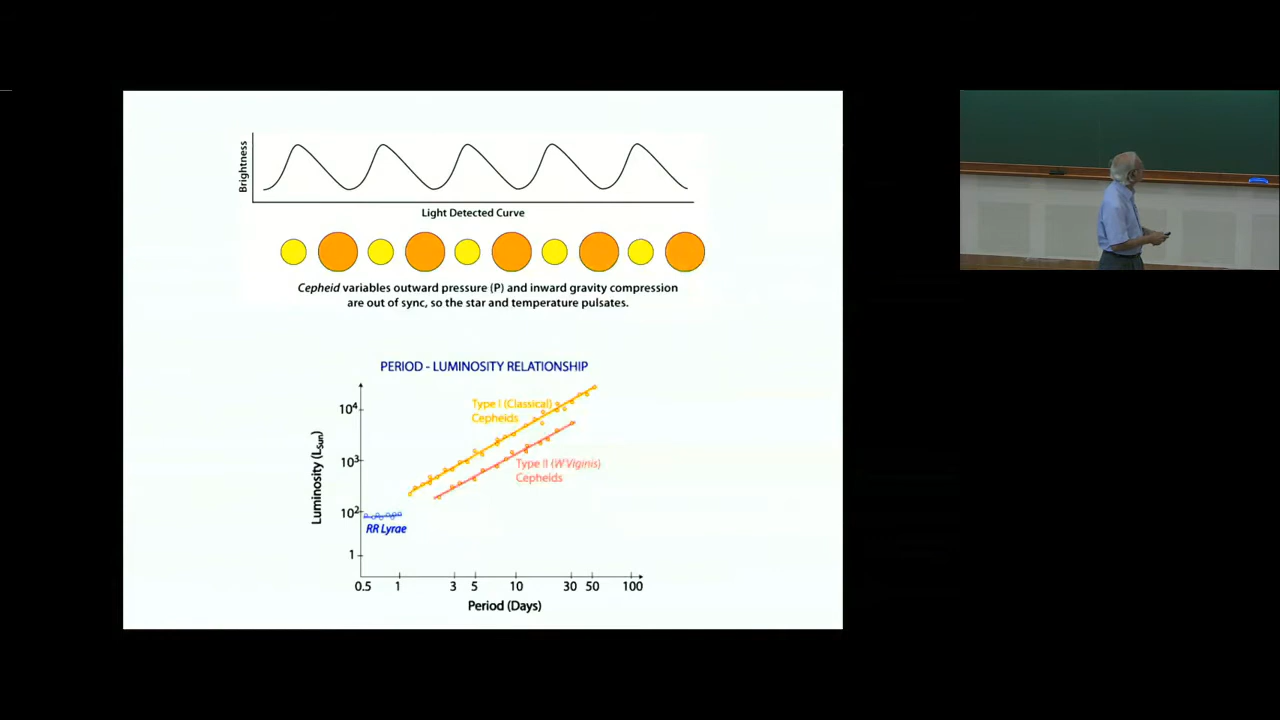 Brightness
Light Detected Curve
Cepheid variables outward pressure (P) and inward gravity compression
are out of sync, so the star and temperature pulsates.
PERIOD - LUMINOSITY RELATIONSHIP
Type I (Classical)
Cepheids
Type II (W Viginis)
Cepheids
RR Lyrae
Luminosity (LSun)
10⁴
10³
10²
1
0.5 1 3 5 10 30 50 100
Period (Days)